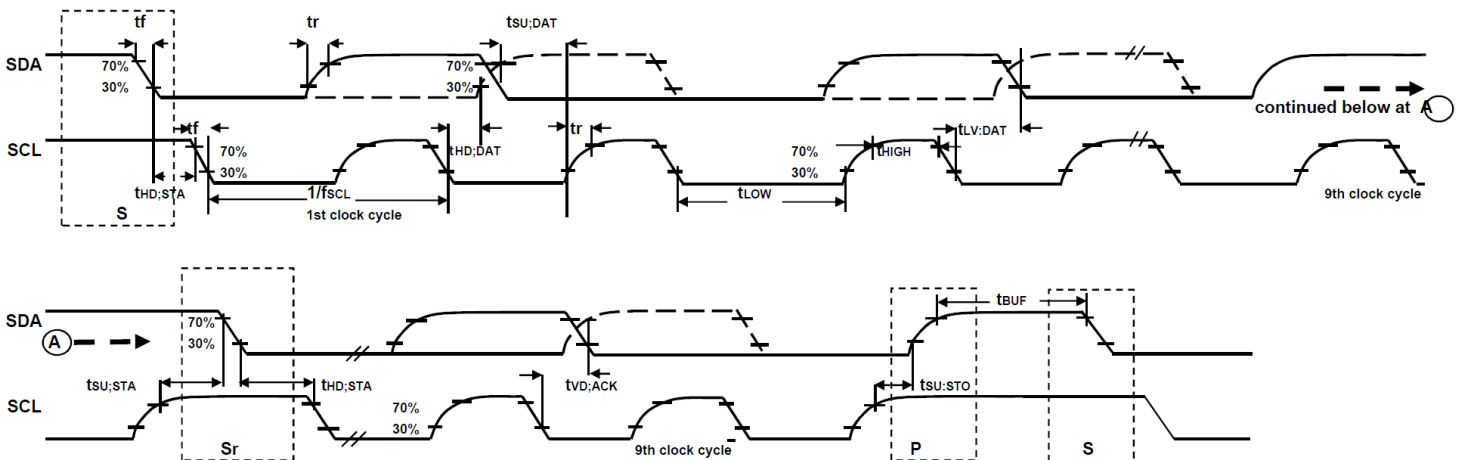 tf
tr
tSU;DAT
SDA
70%
30%
continued below at A
tf
tr
tLV:DAT
SCL
70%
30%
tHD;DAT
70%
30%
tHIGH
tHD;STA
1/fSCL
tLOW
S
1st clock cycle
9th clock cycle
tBUF
SDA
70%
30%
A
tSU;STA
tHD;STA
tVD;ACK
tSU:STO
SCL
70%
30%
Sr
9th clock cycle
P
S